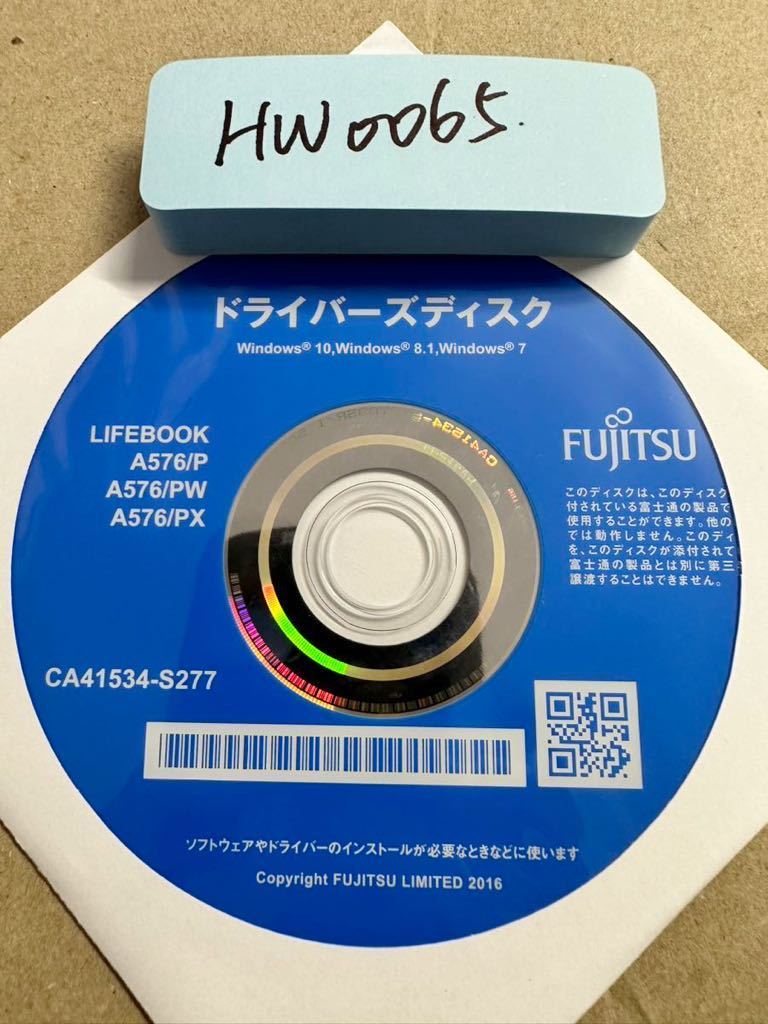 HW0065.
ドライバーズディスク
Windows® 10,Windows® 8.1,Windows® 7
LIFEBOOK
A576/P
A576/PW
A576/PX
FUJITSU
このディスクは、このディスク
付されている富士通の製品で
使用することができます。他の
では動作しません。このディ
を、このディスクが添付されて
富士通の製品とは別に第三
譲渡することはできません。
CA41534-S277
ソフトウェアやドライバーのインストールが必要なときなどに使います
Copyright FUJITSU LIMITED 2016